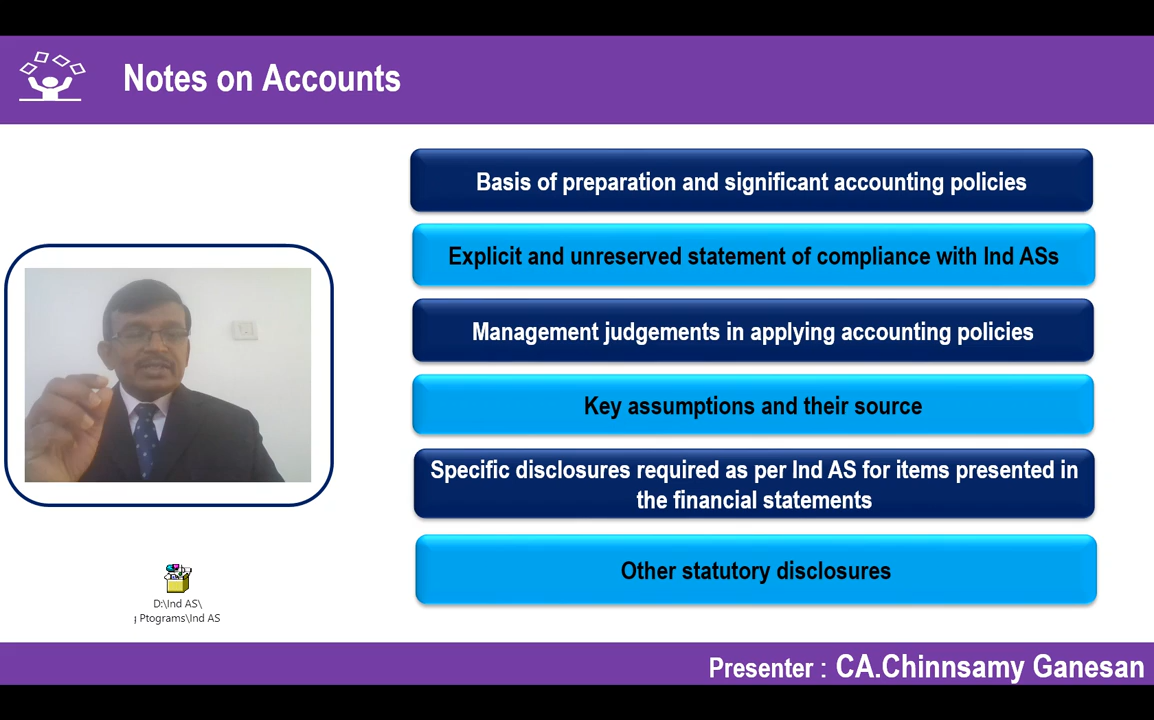 Notes on Accounts
Basis of preparation and significant accounting policies
Explicit and unreserved statement of compliance with Ind ASs
Management judgements in applying accounting policies
Key assumptions and their source
Specific disclosures required as per Ind AS for items presented in
the financial statements
Other statutory disclosures
D:\Ind AS\
Ptograms\Ind AS
Presenter : CA.Chinnsamy Ganesan